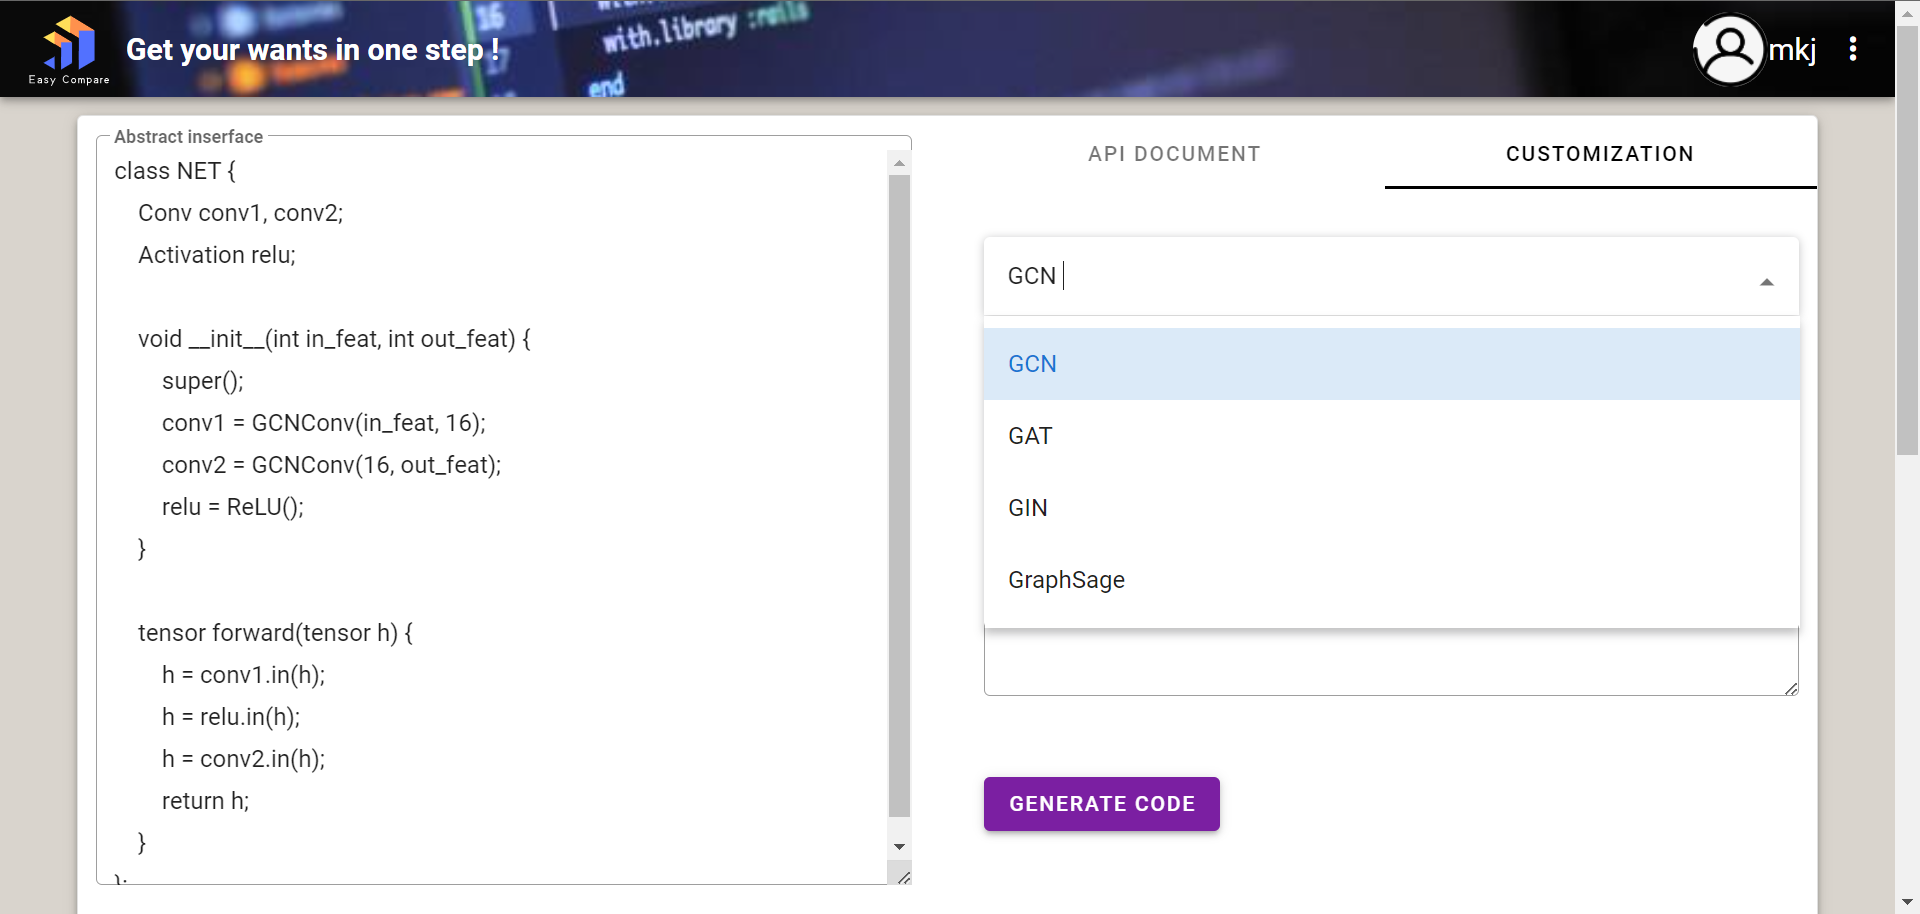 16
with.library :rails
17
end
Easy Compare
Get your wants in one step !
mkj
Abstract inserface
class NET {
Conv conv1, conv2;
Activation relu;
void __init__(int in_feat, int out_feat) {
super();
conv1 = GCNConv(in_feat, 16);
conv2 = GCNConv(16, out_feat);
relu = ReLU();
}
tensor forward(tensor h) {
h = conv1.in(h);
h = relu.in(h);
h = conv2.in(h);
return h;
}
};
API DOCUMENT
CUSTOMIZATION
GCN
GCN
GAT
GIN
GraphSage
GENERATE CODE